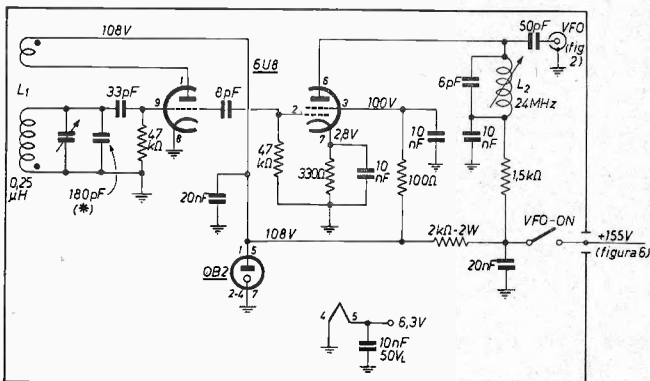 108V
6U8
50pF
VFO
(fig 2)
L1
33pF
9
1
8
8pF
6
2
3
7
100V
2,8V
6pF
L2
24MHz
10 nF
10 nF
10 nF
47 kΩ
47 kΩ
330Ω
100Ω
1,5kΩ
0,25 µH
180pF
(*)
20nF
108V
2kΩ-2W
VFO-ON
+155V
(figura6)
1
5
OB2
2-4
7
20nF
4
5
6,3V
10nF
50VL